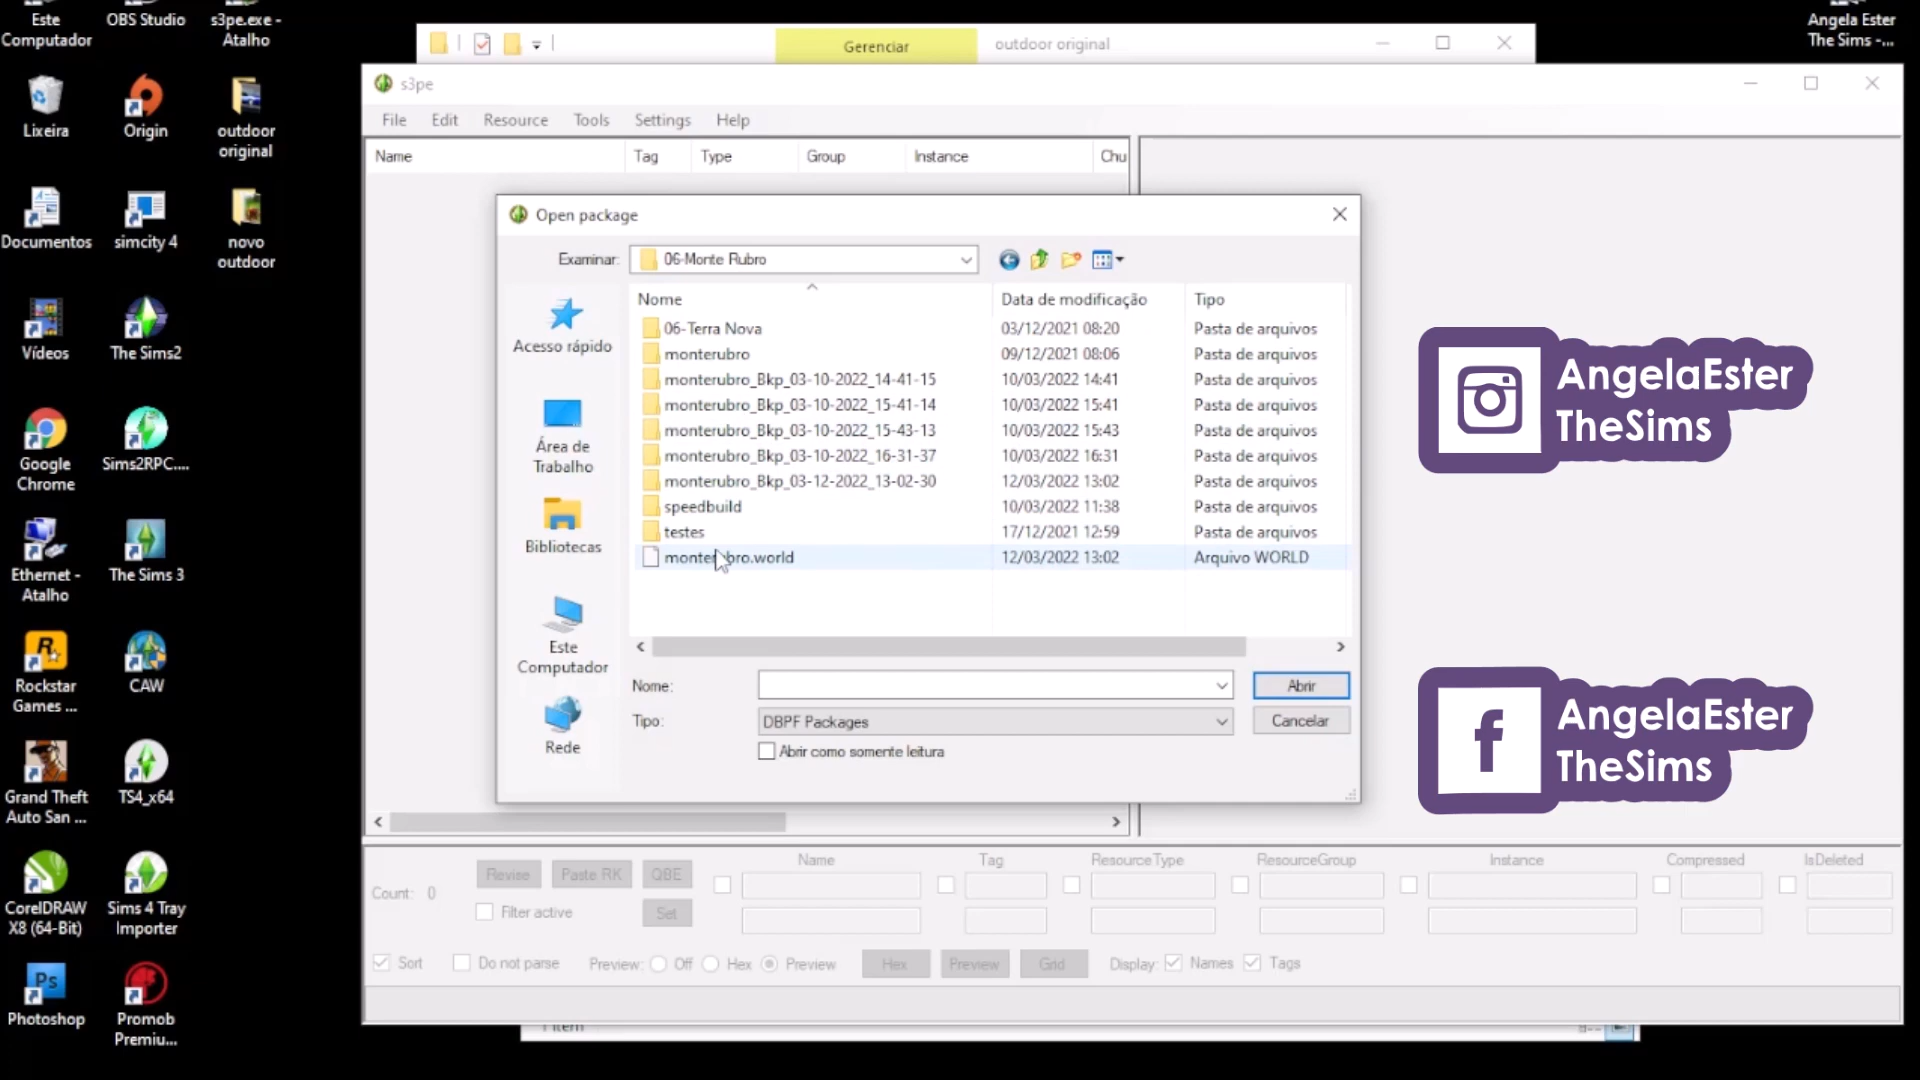 Este
Computador
OBS Studio
s3pe.exe -
Atalho
Lixeira
Origin
outdoor
original
Documentos
simcity 4
novo
outdoor
Vídeos
The Sims2
Google
Chrome
Sims2RPC....
Ethernet -
Atalho
The Sims 3
Rockstar
Games ...
CAW
Grand Theft
Auto San ...
TS4_x64
CorelDRAW
X8 (64-Bit)
Sims 4 Tray
Importer
Ps
Photoshop
Promob
Premiu...
Angela Ester
The Sims -...
Gerenciar
outdoor original
s3pe
File Edit Resource Tools Settings Help
Name Tag Type Group Instance Chu
Open package
Examinar: 06-Monte Rubro
Nome Data de modificação Tipo
06-Terra Nova 03/12/2021 08:20 Pasta de arquivos
monterubro 09/12/2021 08:06 Pasta de arquivos
monterubro_Bkp_03-10-2022_14-41-15 10/03/2022 14:41 Pasta de arquivos
monterubro_Bkp_03-10-2022_15-41-14 10/03/2022 15:41 Pasta de arquivos
monterubro_Bkp_03-10-2022_15-43-13 10/03/2022 15:43 Pasta de arquivos
monterubro_Bkp_03-10-2022_16-31-37 10/03/2022 16:31 Pasta de arquivos
monterubro_Bkp_03-12-2022_13-02-30 12/03/2022 13:02 Pasta de arquivos
speedbuild 10/03/2022 11:38 Pasta de arquivos
testes 17/12/2021 12:59 Pasta de arquivos
monterubro.world 12/03/2022 13:02 Arquivo WORLD
Acesso rápido
Área de
Trabalho
Bibliotecas
Este
Computador
Rede
Nome: Abrir
Tipo: DBPF Packages Cancelar
Abrir como somente leitura
AngelaEster
TheSims
f
AngelaEster
TheSims
Name Tag ResourceType ResourceGroup Instance Compressed IsDeleted
Count: 0 Revise Paste RK QBE
Filter active Set
Sort Do not parse Preview: Off Hex Preview Hex Preview Grid Display: Names Tags
1 item